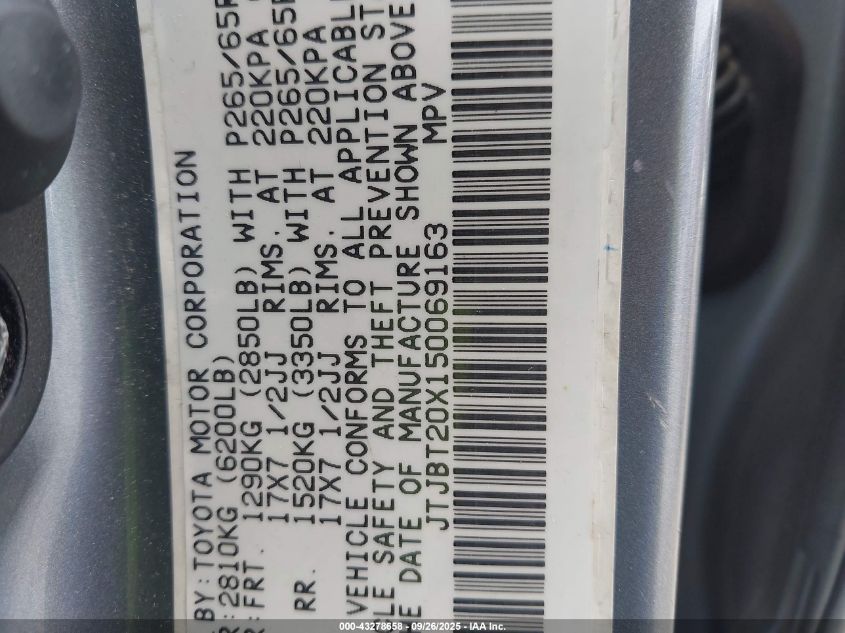 BY:TOYOTA MOTOR CORPORATION
R:2810KG (6200LB)
R:FRT. 1290KG (2850LB) WITH P265/65R
17X7 1/2JJ RIMS. AT 220KPA
RR. 1520KG (3350LB) WITH P265/65R
17X7 1/2JJ RIMS. AT 220KPA
VEHICLE CONFORMS TO ALL APPLICABLE
LE SAFETY AND THEFT PREVENTION ST
E DATE OF MANUFACTURE SHOWN ABOVE
JTJBT20X150069163 MPV
000-43278658 - 09/26/2025 - IAA Inc.